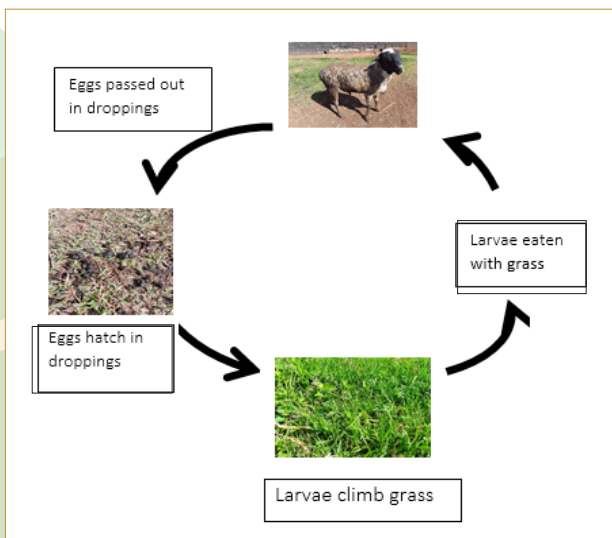 Eggs passed out
in droppings
Larvae eaten
with grass
Eggs hatch in
droppings
Larvae climb grass